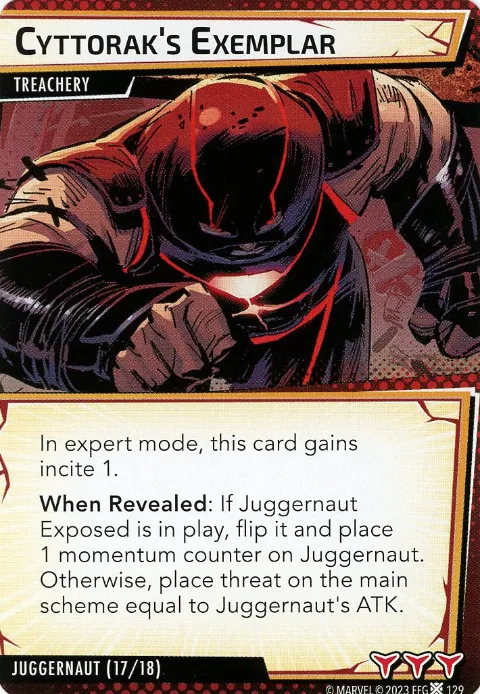 Cyttorak's Exemplar
TREACHERY
In expert mode, this card gains
incite 1.
When Revealed: If Juggernaut
Exposed is in play, flip it and place
1 momentum counter on Juggernaut.
Otherwise, place threat on the main
scheme equal to Juggernaut's ATK.
JUGGERNAUT (17/18)
© MARVEL © 2023 FFG 129